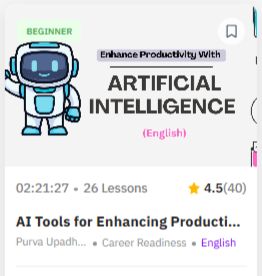 BEGINNER
Enhance Productivity With
ARTIFICIAL
INTELLIGENCE
(English)
02:21:27 • 26 Lessons ★ 4.5(40)
AI Tools for Enhancing Producti...
Purva Upadh... • Career Readiness • English